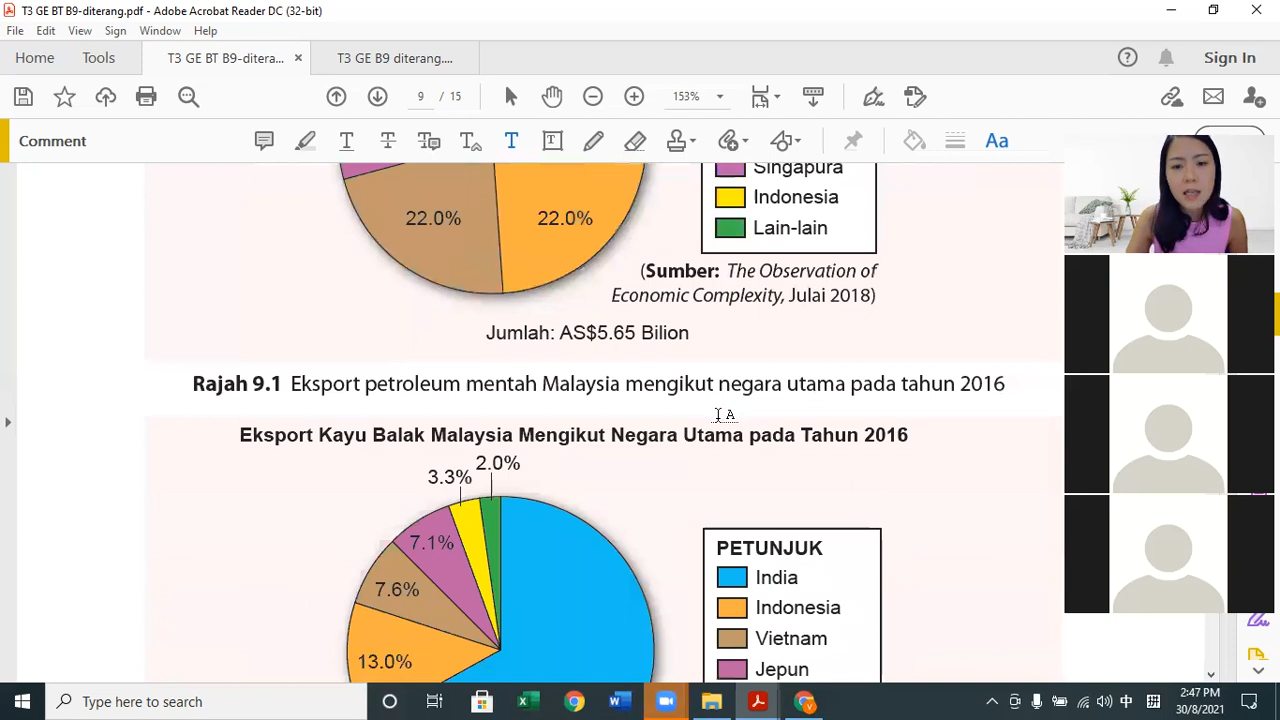 T3 GE BT B9-diterang.pdf - Adobe Acrobat Reader DC (32-bit)
File Edit View Sign Window Help
Home Tools T3 GE BT B9-ditera... × T3 GE B9 diterang.... Sign In
9 / 15 153%
Comment Aa
Singapura
Indonesia
22.0% 22.0% Lain-lain
(Sumber: The Observation of
Economic Complexity, Julai 2018)
Jumlah: AS$5.65 Bilion
Rajah 9.1 Eksport petroleum mentah Malaysia mengikut negara utama pada tahun 2016
Eksport Kayu Balak Malaysia Mengikut Negara Utama pada Tahun 2016
2.0%
3.3%
7.1%
7.6%
13.0%
PETUNJUK
India
Indonesia
Vietnam
Jepun
Type here to search
中
拼
2:47 PM
30/8/2021